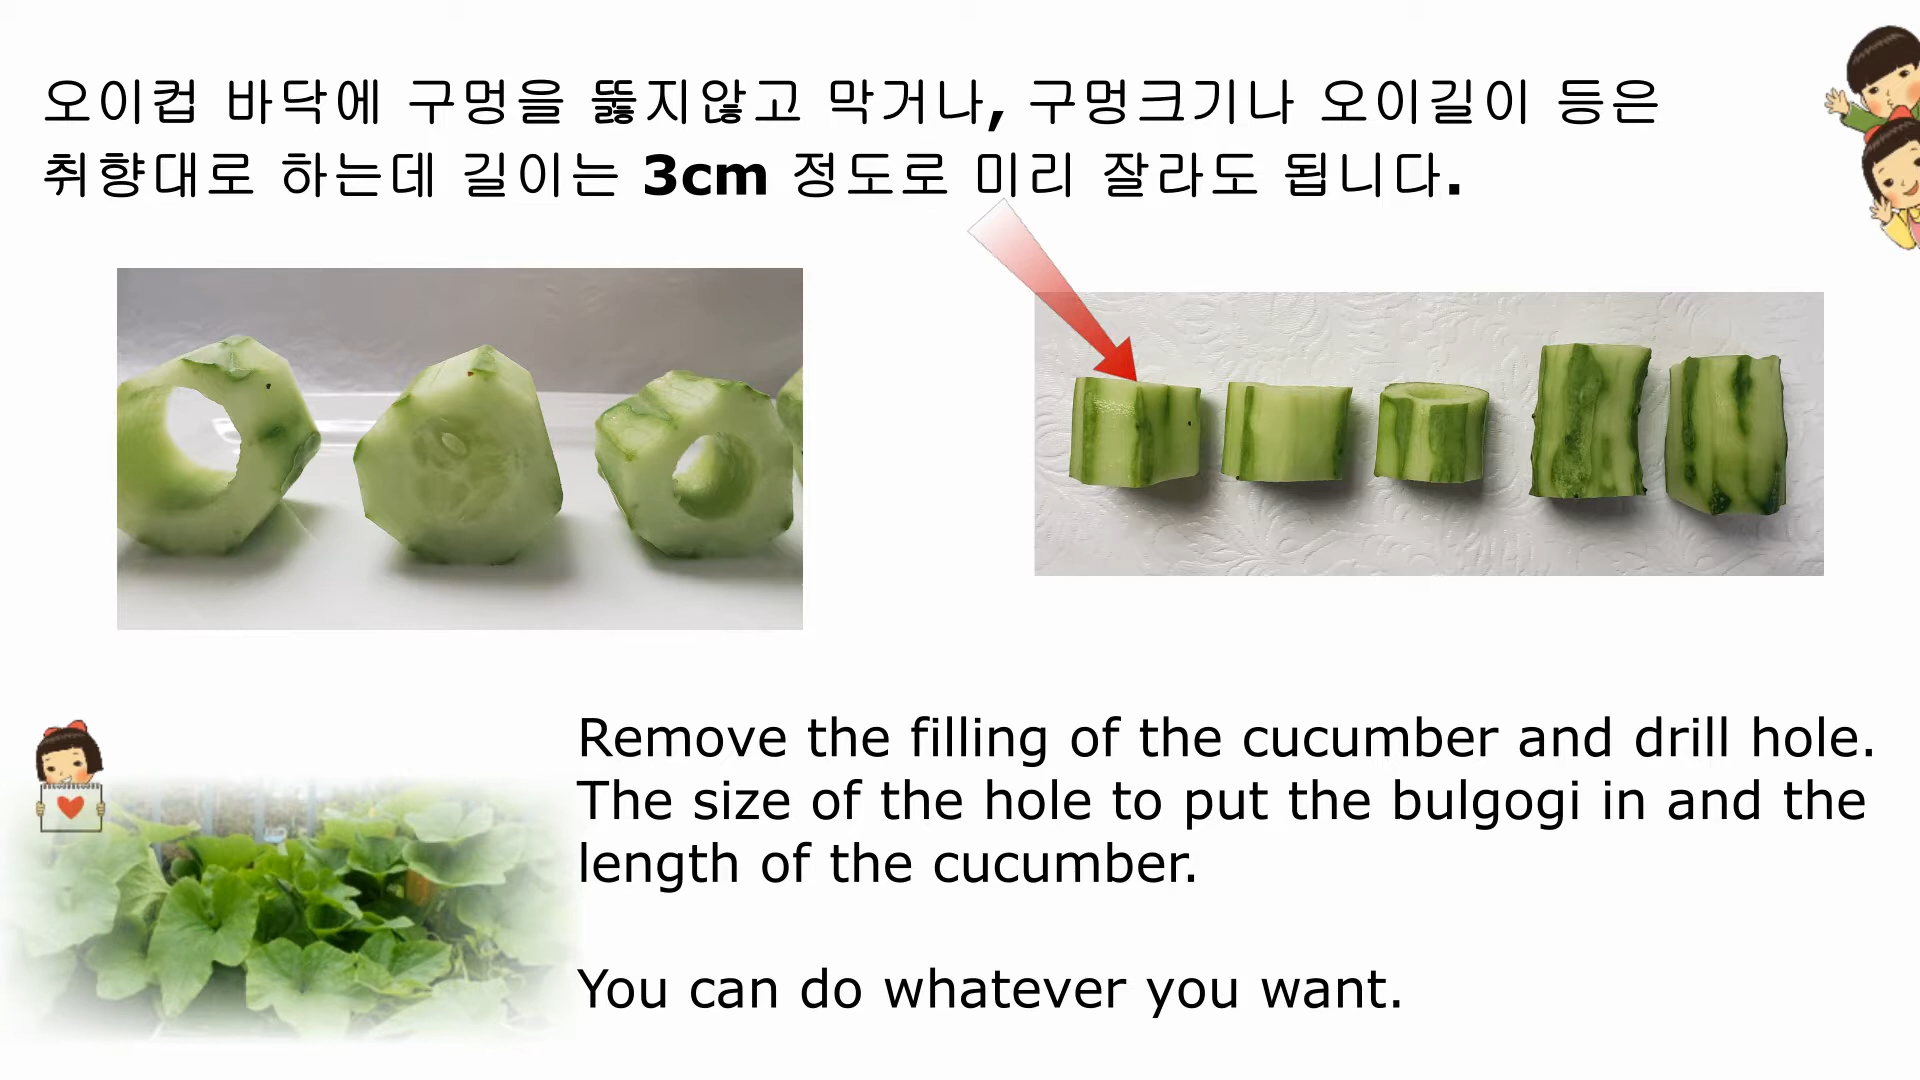 오이컵 바닥에 구멍을 뚫지않고 막거나, 구멍크기나 오이길이 등은
취향대로 하는데 길이는 3cm 정도로 미리 잘라도 됩니다.
Remove the filling of the cucumber and drill hole.
The size of the hole to put the bulgogi in and the
length of the cucumber.
You can do whatever you want.